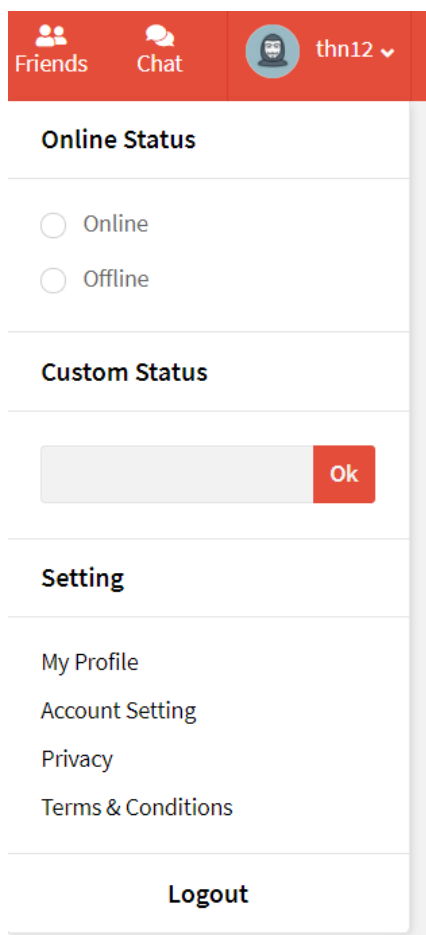 Friends Chat thn12
Online Status
Online
Offline
Custom Status
Ok
Setting
My Profile
Account Setting
Privacy
Terms & Conditions
Logout